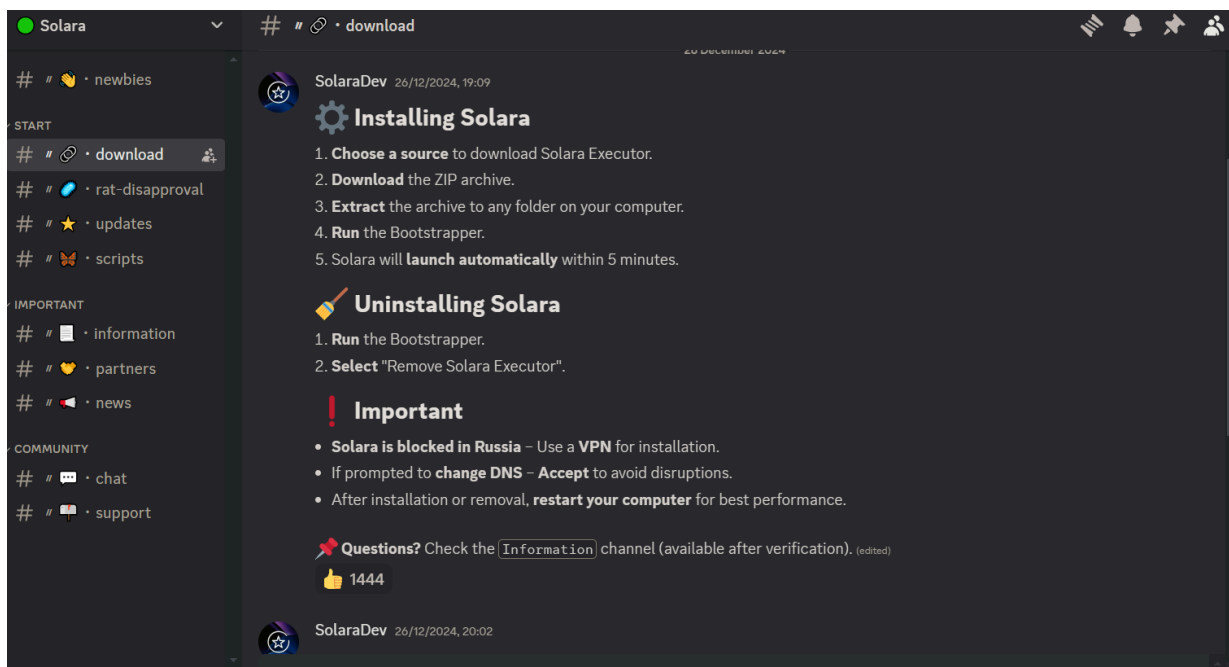 Solara
# 〃 · download
26 December 2024
# 〃 · newbies
START
# 〃 · download
# 〃 · rat-disapproval
# 〃 · updates
# 〃 · scripts
IMPORTANT
# 〃 · information
# 〃 · partners
# 〃 · news
COMMUNITY
# 〃 · chat
# 〃 · support
SolaraDev 26/12/2024, 19:09
Installing Solara
1. Choose a source to download Solara Executor.
2. Download the ZIP archive.
3. Extract the archive to any folder on your computer.
4. Run the Bootstrapper.
5. Solara will launch automatically within 5 minutes.
Uninstalling Solara
1. Run the Bootstrapper.
2. Select "Remove Solara Executor".
Important
• Solara is blocked in Russia – Use a VPN for installation.
• If prompted to change DNS – Accept to avoid disruptions.
• After installation or removal, restart your computer for best performance.
Questions? Check the Information channel (available after verification). (edited)
1444
SolaraDev 26/12/2024, 20:02